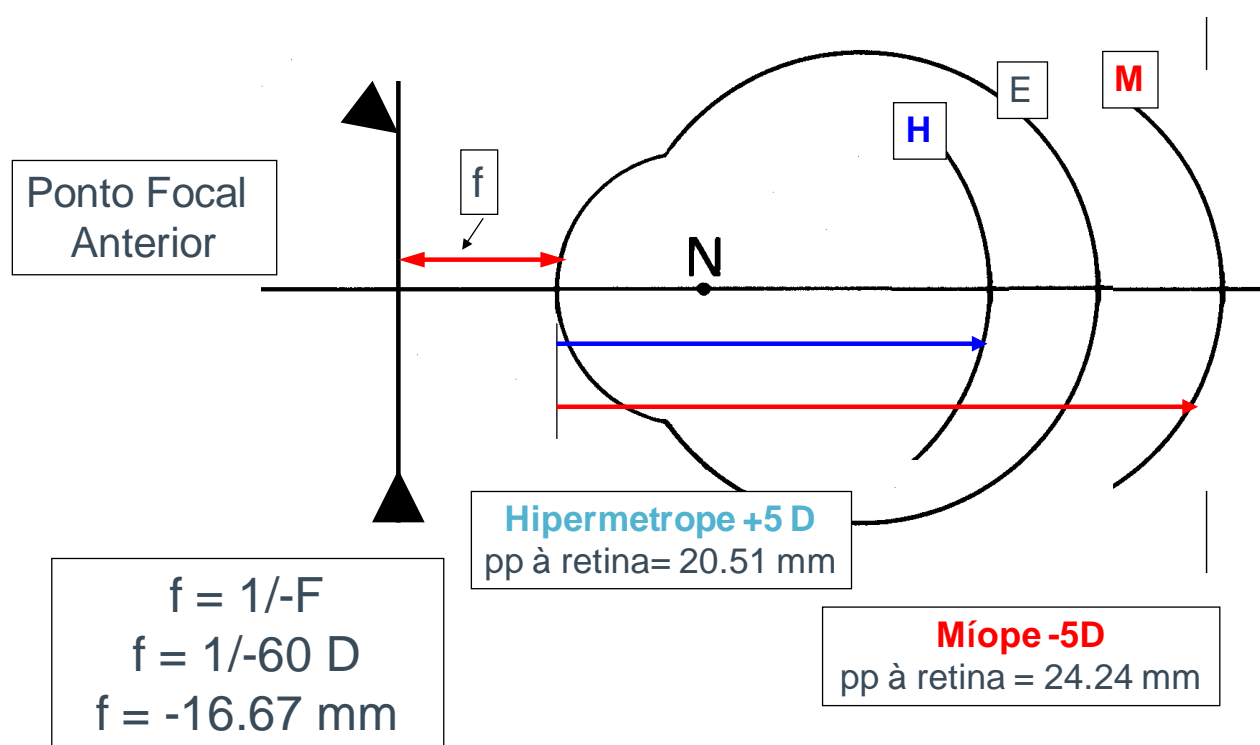 M
E
H
f
Ponto Focal
Anterior
N
Hipermetrope +5 D
pp à retina= 20.51 mm
f = 1/-F
f = 1/-60 D
f = -16.67 mm
Míope -5D
pp à retina = 24.24 mm